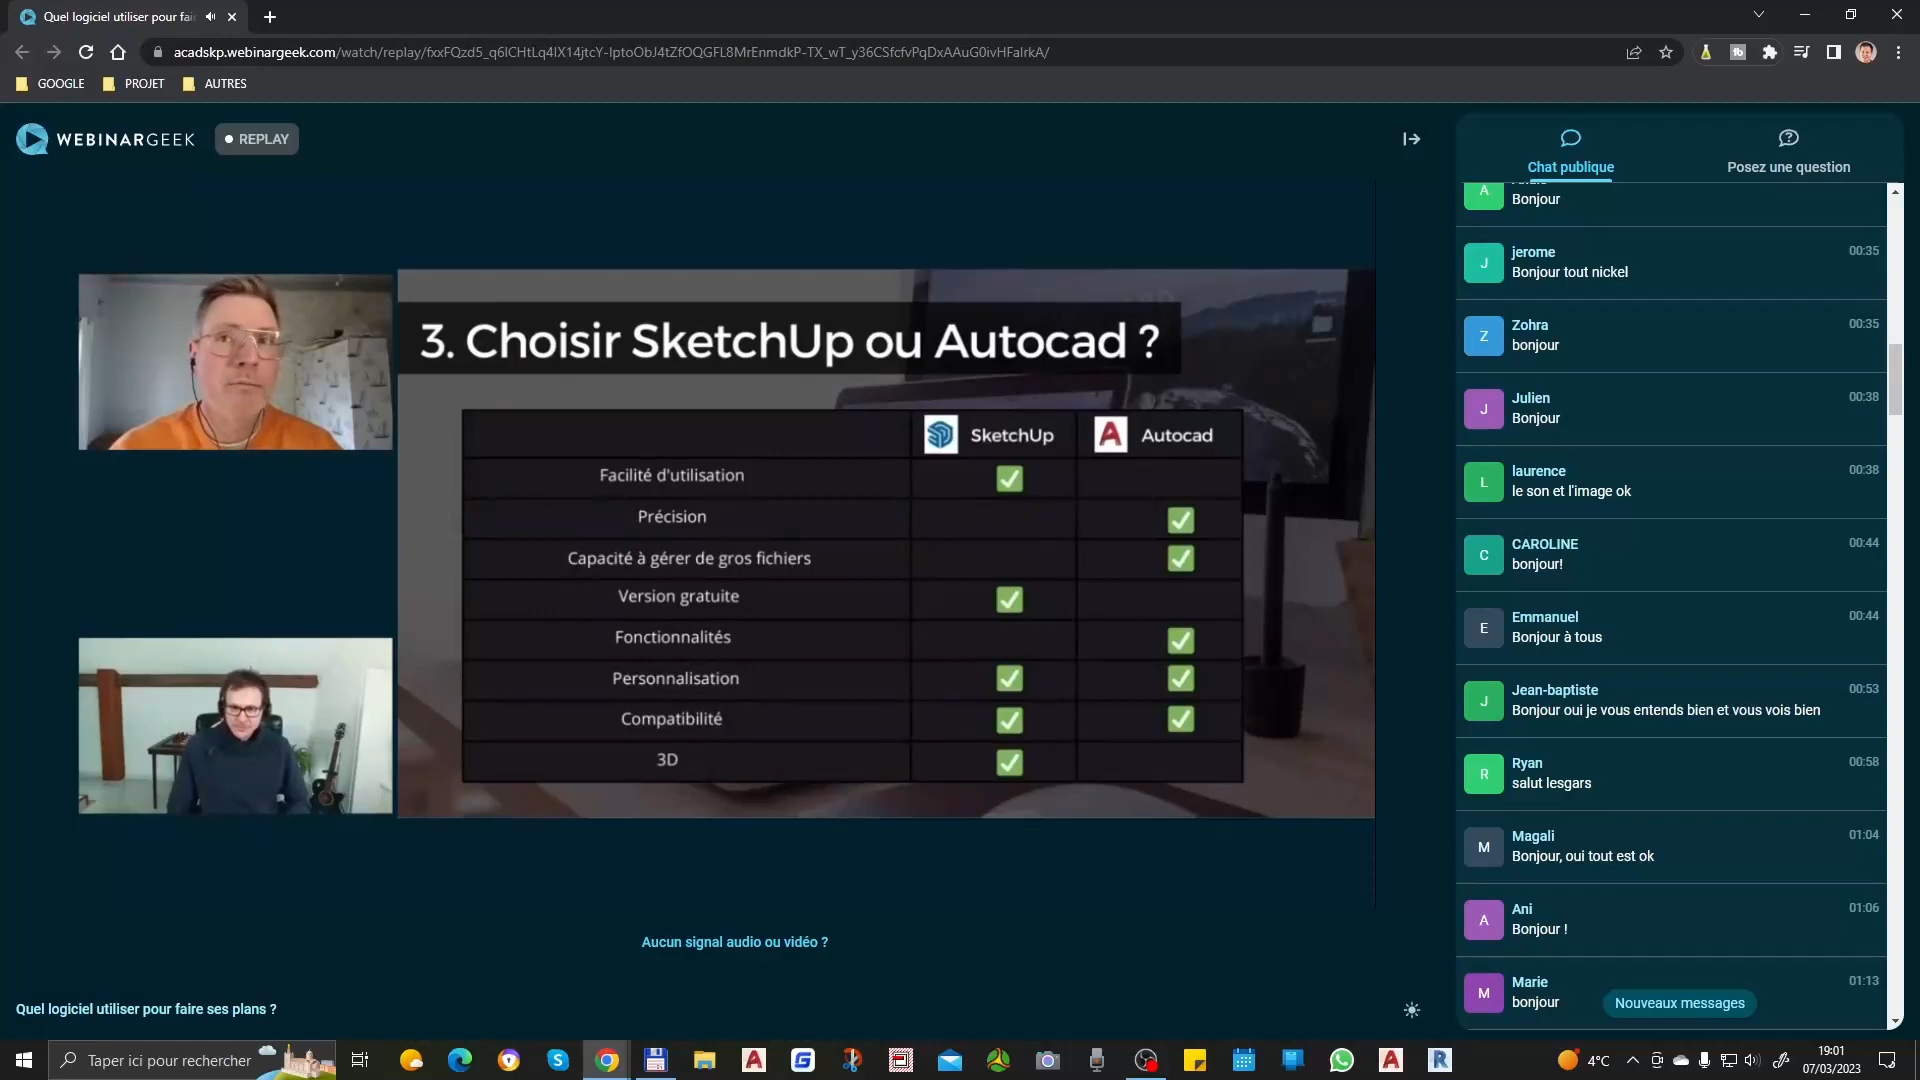 Quel logiciel utiliser pour fai
acadskp.webinargeek.com/watch/replay/fxxFQzd5_q6lCHtLq4IX14jtcY-IptoObJ4tZfOQGFL8MrEnmdkP-TX_wT_y36CSfcfvPqDxAAuG0ivHFaIrkA/
GOOGLE
PROJET
AUTRES
WEBINARGEEK
REPLAY
3. Choisir SketchUp ou Autocad ?
SketchUp
Autocad
Facilité d'utilisation
Précision
Capacité à gérer de gros fichiers
Version gratuite
Fonctionnalités
Personnalisation
Compatibilité
3D
Aucun signal audio ou vidéo ?
Quel logiciel utiliser pour faire ses plans ?
Chat publique
Posez une question
A
Bonjour
J
jerome
00:35
Bonjour tout nickel
Z
Zohra
00:35
bonjour
J
Julien
00:38
Bonjour
L
laurence
00:38
le son et l'image ok
C
CAROLINE
00:44
bonjour!
E
Emmanuel
00:44
Bonjour à tous
J
Jean-baptiste
00:53
Bonjour oui je vous entends bien et vous vois bien
R
Ryan
00:58
salut lesgars
M
Magali
01:04
Bonjour, oui tout est ok
A
Ani
01:06
Bonjour !
M
Marie
01:13
bonjour
Nouveaux messages
Taper ici pour rechercher
4°C
19:01
07/03/2023